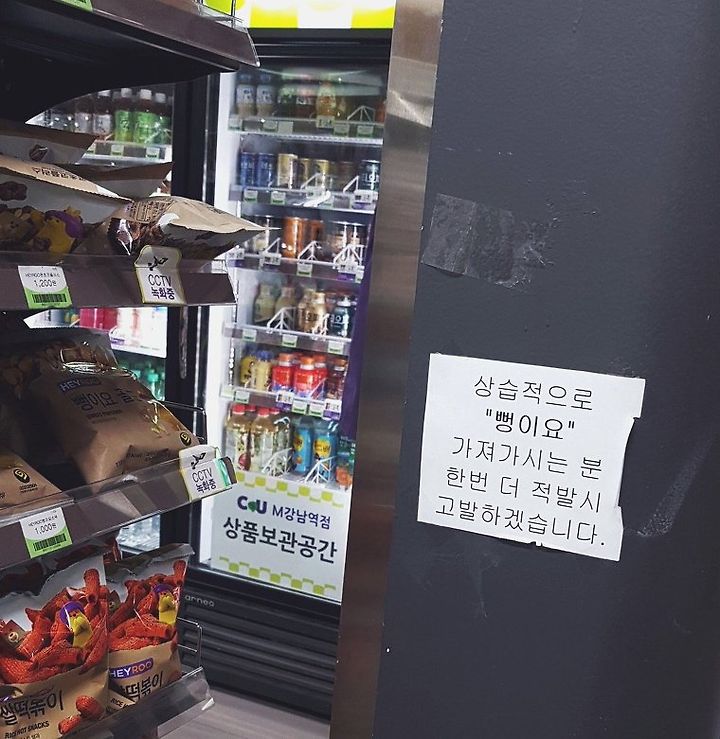 HEYROO
1,200원
CCTV
녹화중
HEYROO
뻥이요
CCTV
녹화중
1,000원
HEYROO
쌀떡볶이
CU M강남역점
상품보관공간
arneo
상습적으로
"뻥이요"
가져가시는 분
한번 더 적발시
고발하겠습니다.